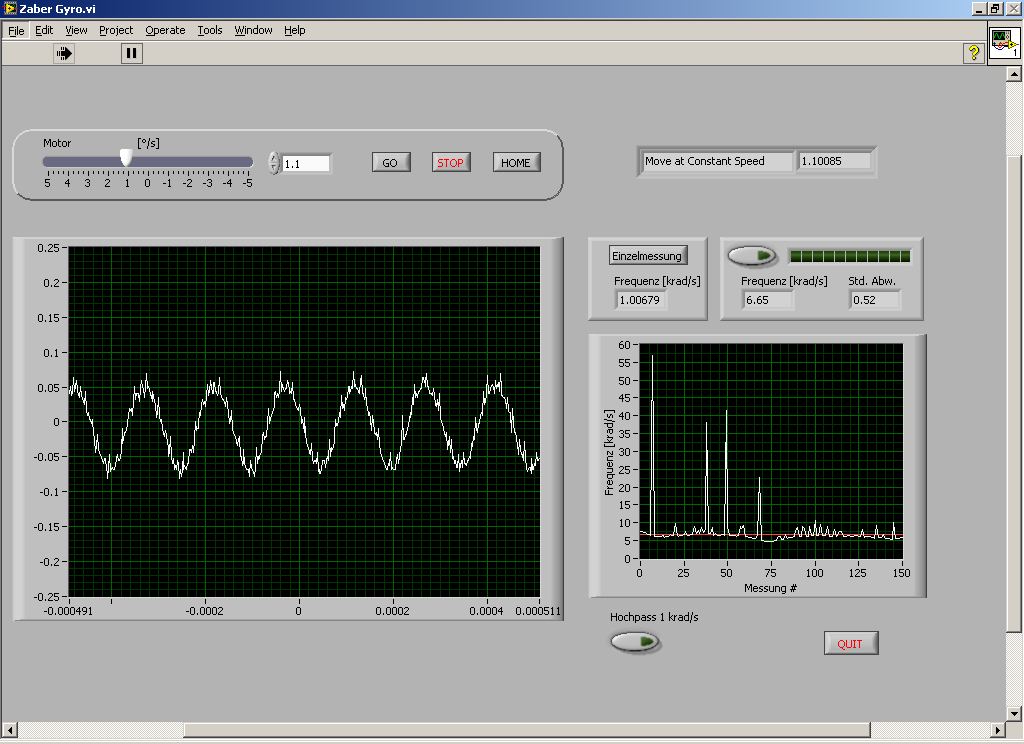 Zaber Gyro.vi
File Edit View Project Operate Tools Window Help
? 1
Motor [°/s]
5 4 3 2 1 0 -1 -2 -3 -4 -5
1.1
GO STOP HOME
Move at Constant Speed 1.10085
0.25
0.2
0.15
0.1
0.05
0
-0.05
-0.1
-0.15
-0.2
-0.25
-0.000491 -0.0002 0 0.0002 0.0004 0.000511
Einzelmessung
Frequenz [krad/s]
1.00679
Frequenz [krad/s] Std. Abw.
6.65 0.52
Frequenz [krad/s]
60
55
50
45
40
35
30
25
20
15
10
5
0
0 25 50 75 100 125 150
Messung #
Hochpass 1 krad/s
QUIT